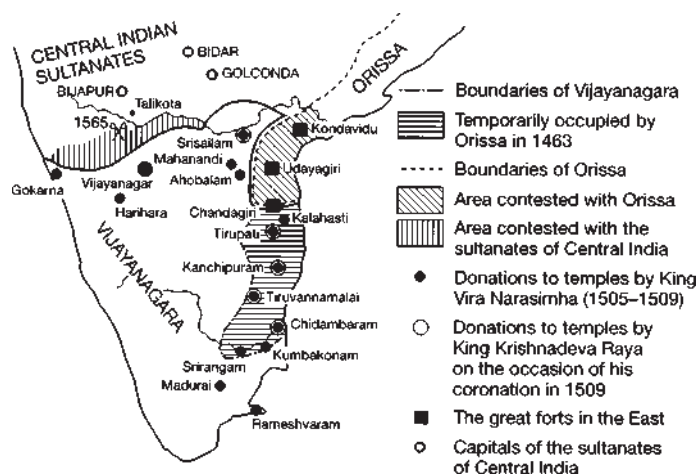 CENTRAL INDIAN
SULTANATES
BIDAR
GOLCONDA
BIJAPUR
Talikota
1565
ORISSA
Kondavidu
Srisailam
Mahanandi
Udayagiri
Gokarna
Vijayanagar
Ahobalam
Harihara
Chandagiri
Kalahasti
Tirupati
VIJAYANAGARA
Kanchipuram
Tiruvannamalai
Chidambaram
Srirangam
Kumbakonam
Madurai
Rameshvaram
Boundaries of Vijayanagara
Temporarily occupied by
Orissa in 1463
Boundaries of Orissa
Area contested with Orissa
Area contested with the
sultanates of Central India
Donations to temples by King
Vira Narasimha (1505–1509)
Donations to temples by
King Krishnadeva Raya
on the occasion of his
coronation in 1509
The great forts in the East
Capitals of the sultanates
of Central India